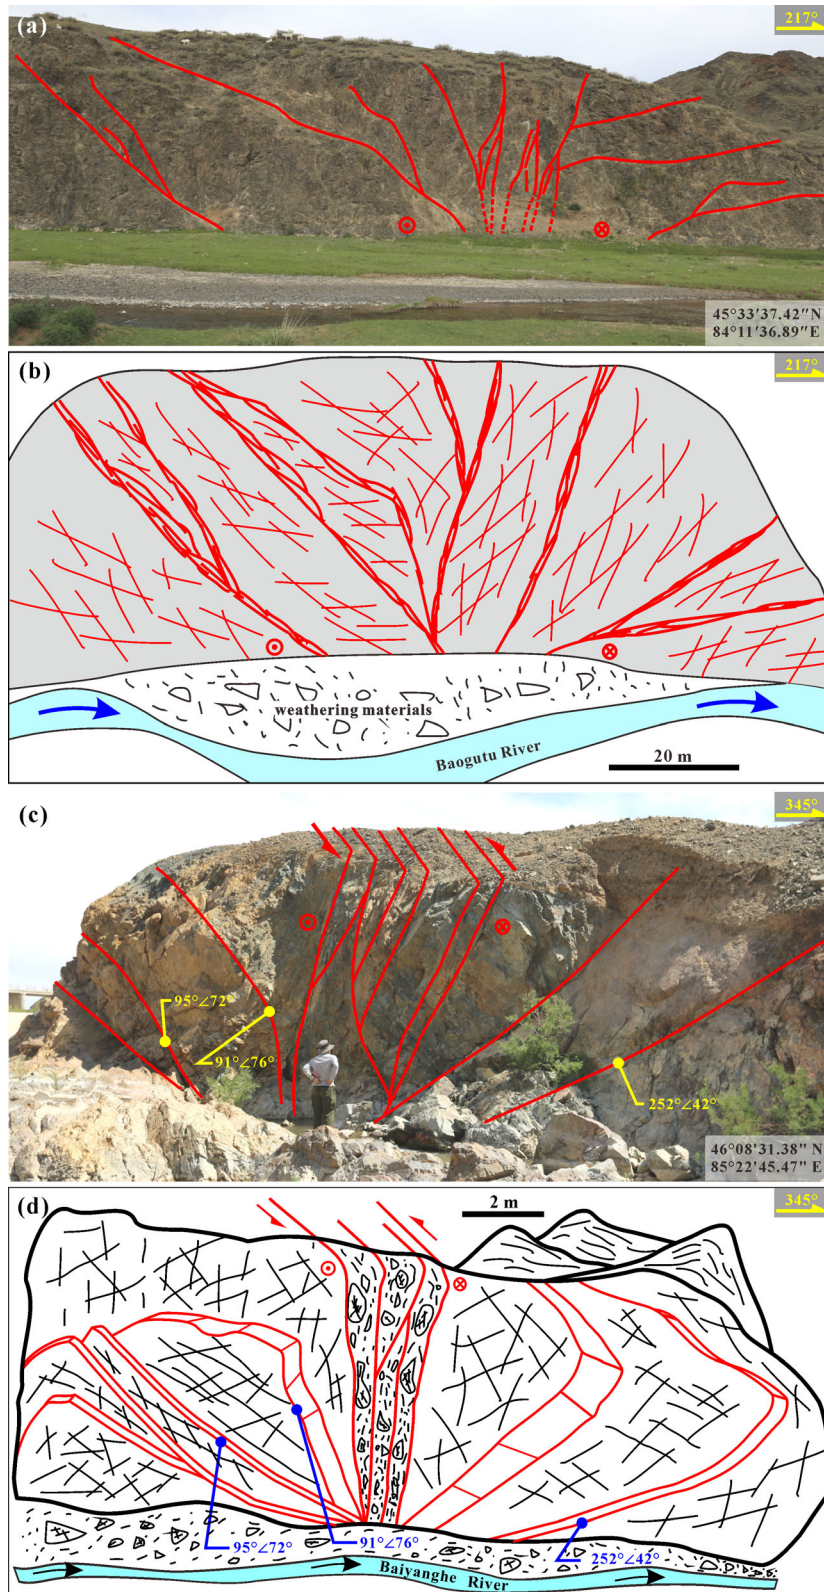 (a)
217°
45°33'37.42"N
84°11'36.89"E
(b)
217°
weathering materials
Baogutu River
20 m
(c)
345°
95°∠72°
91°∠76°
252°∠42°
46°08'31.38" N
85°22'45.47" E
(d)
2 m
345°
95°∠72°
91°∠76°
252°∠42°
Baiyanghe River